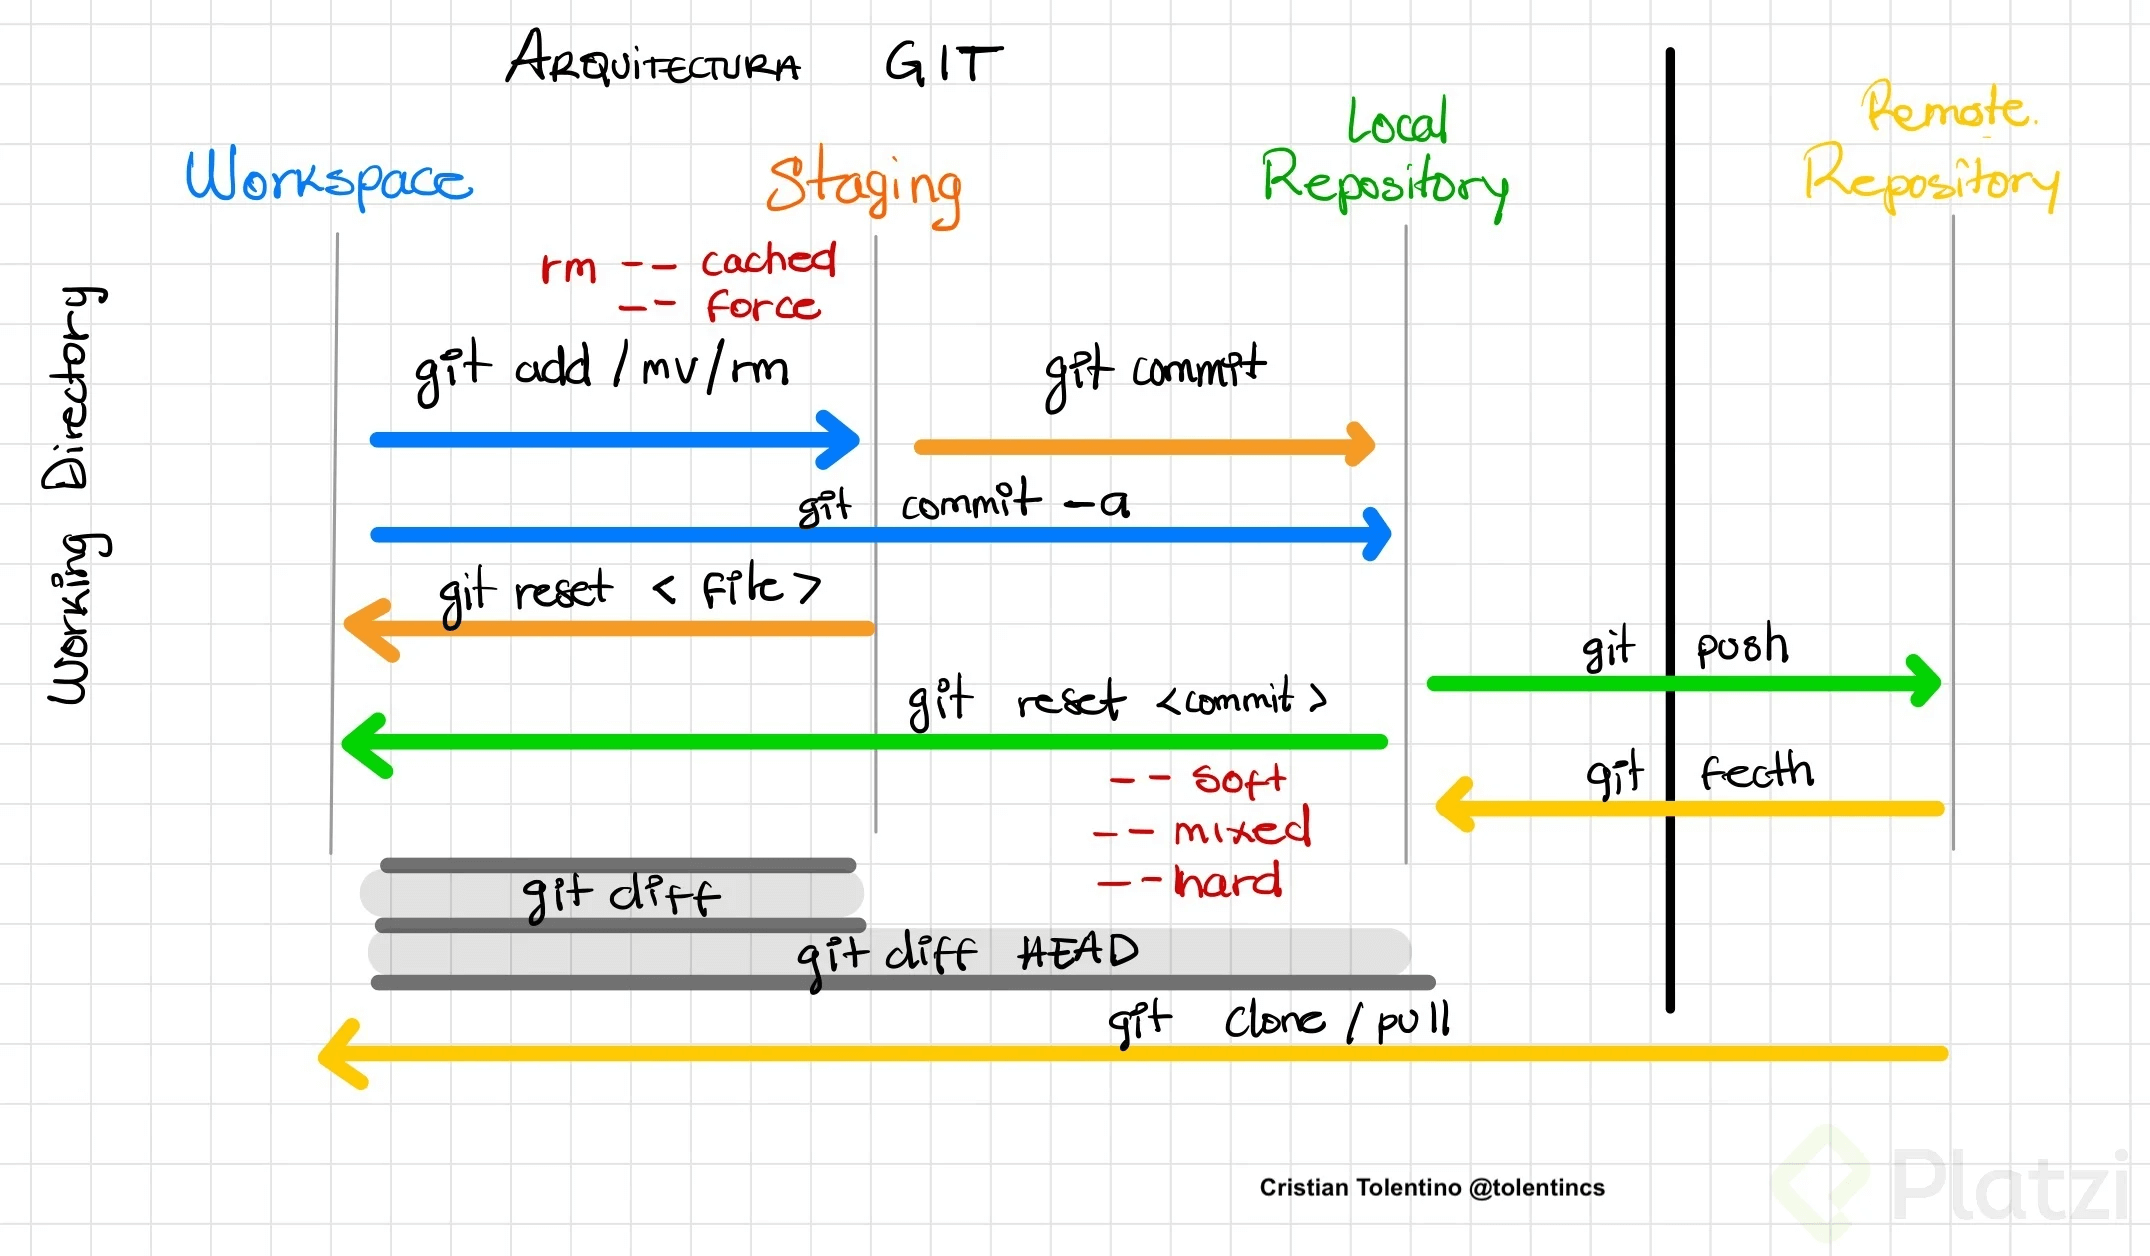 ARQUITECTURA GIT
Workspace
Staging
Local
Repository
Remote.
Repository
Working Directory
rm -- cached
-- force
git add / mv / rm
git commit
git commit -a
git reset < file >
git push
git reset <commit>
git fecth
-- soft
-- mixed
-- hard
git diff
git diff HEAD
git clone / pull
Cristian Tolentino @tolentincs
Platzi